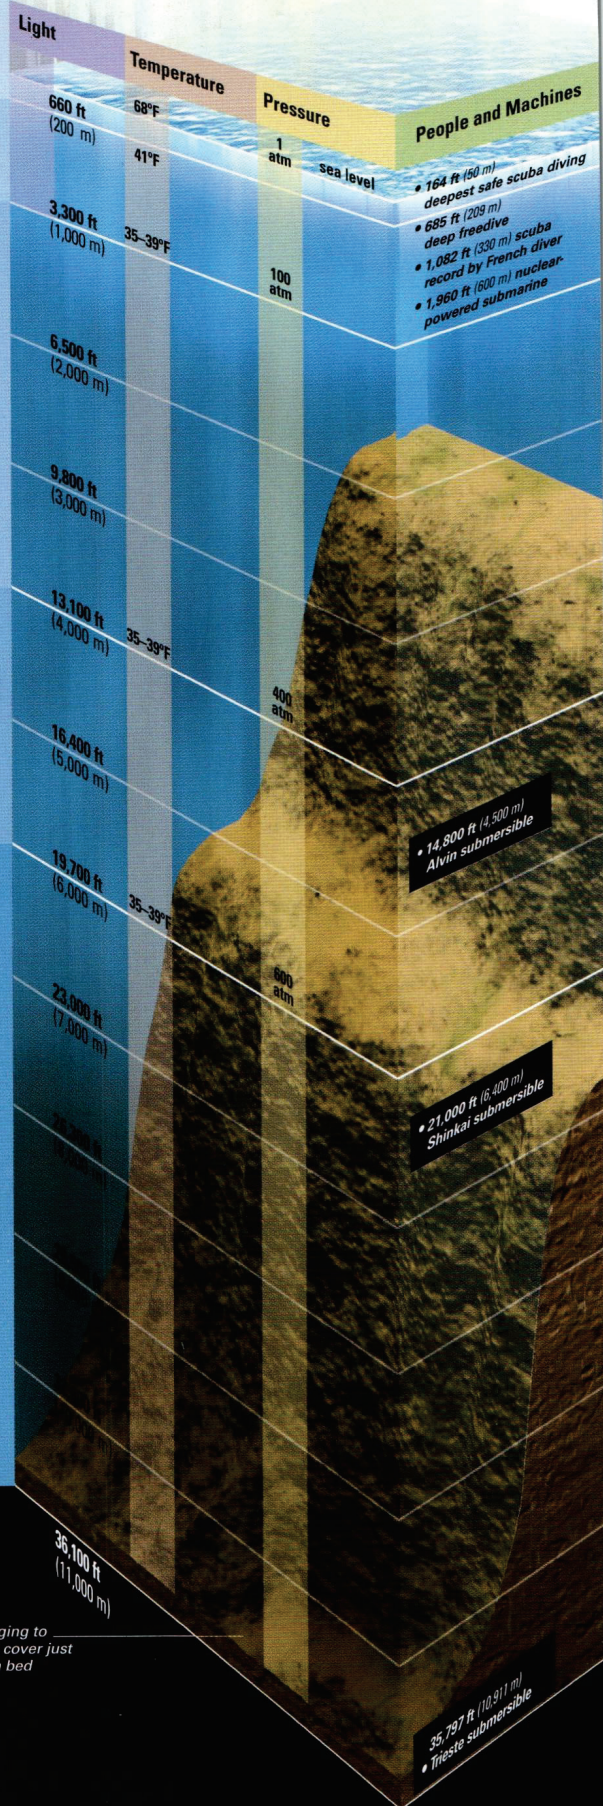 Light
Temperature
Pressure
People and Machines
660 ft
(200 m)
68°F
41°F
1
atm
sea level
• 164 ft (50 m)
deepest safe scuba diving
• 685 ft (209 m)
deep freedive
• 1,082 ft (330 m) scuba
record by French diver
• 1,960 ft (600 m) nuclear-
powered submarine
3,300 ft
(1,000 m)
35–39°F
100
atm
6,500 ft
(2,000 m)
9,800 ft
(3,000 m)
13,100 ft
(4,000 m)
35–39°F
400
atm
16,400 ft
(5,000 m)
• 14,800 ft (4,500 m)
Alvin submersible
19,700 ft
(6,000 m)
35–39°F
600
atm
23,000 ft
(7,000 m)
• 21,000 ft (6,400 m)
Shinkai submersible
36,100 ft
(11,000 m)
ging to
cover just
bed
35,797 ft (10,911 m)
• Trieste submersible